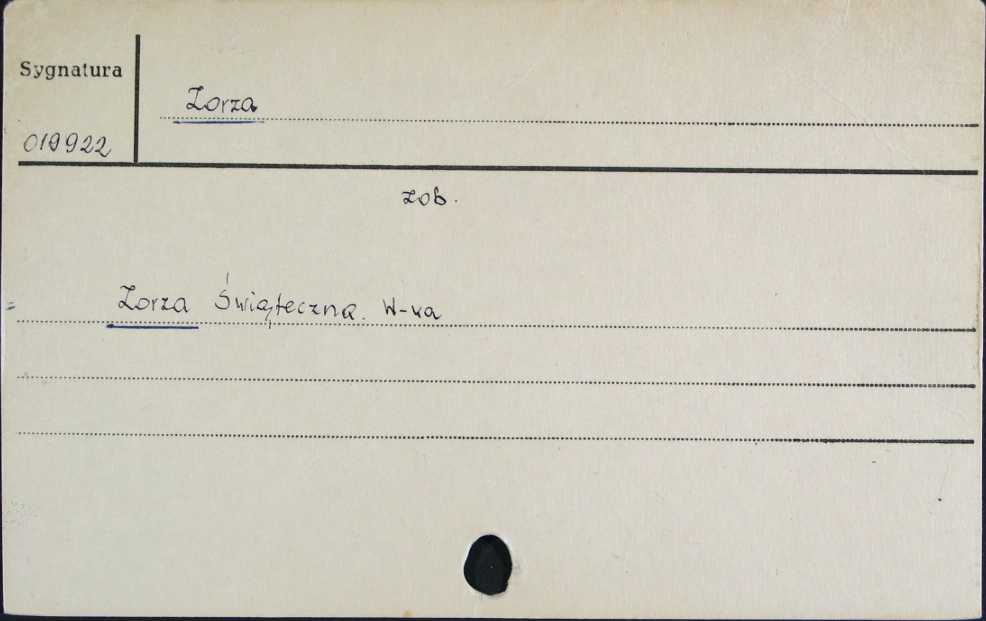 Sygnatura
Zorza
019922
zob.
Zorza Świąteczna. W-wa